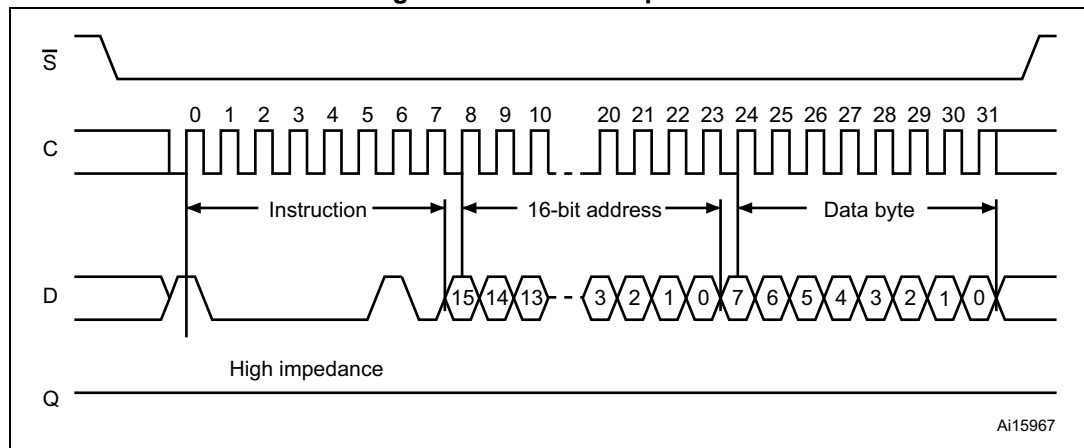 S
0 1 2 3 4 5 6 7 8 9 10 20 21 22 23 24 25 26 27 28 29 30 31
C
Instruction 16-bit address Data byte
D 15 14 13 3 2 1 0 7 6 5 4 3 2 1 0
High impedance
Q
Ai15967